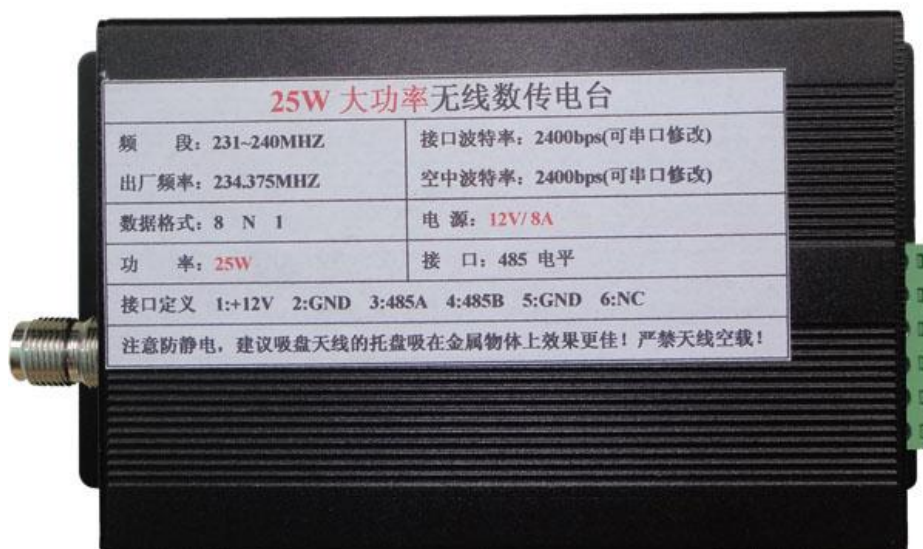 25W 大功率无线数传电台
频 段：231~240MHZ
接口波特率：2400bps(可串口修改)
出厂频率：234.375MHZ
空中波特率：2400bps(可串口修改)
数据格式：8 N 1
电 源：12V/8A
功 率：25W
接 口：485 电平
接口定义 1:+12V 2:GND 3:485A 4:485B 5:GND 6:NC
注意防静电，建议吸盘天线的托盘吸在金属物体上效果更佳！严禁天线空载！